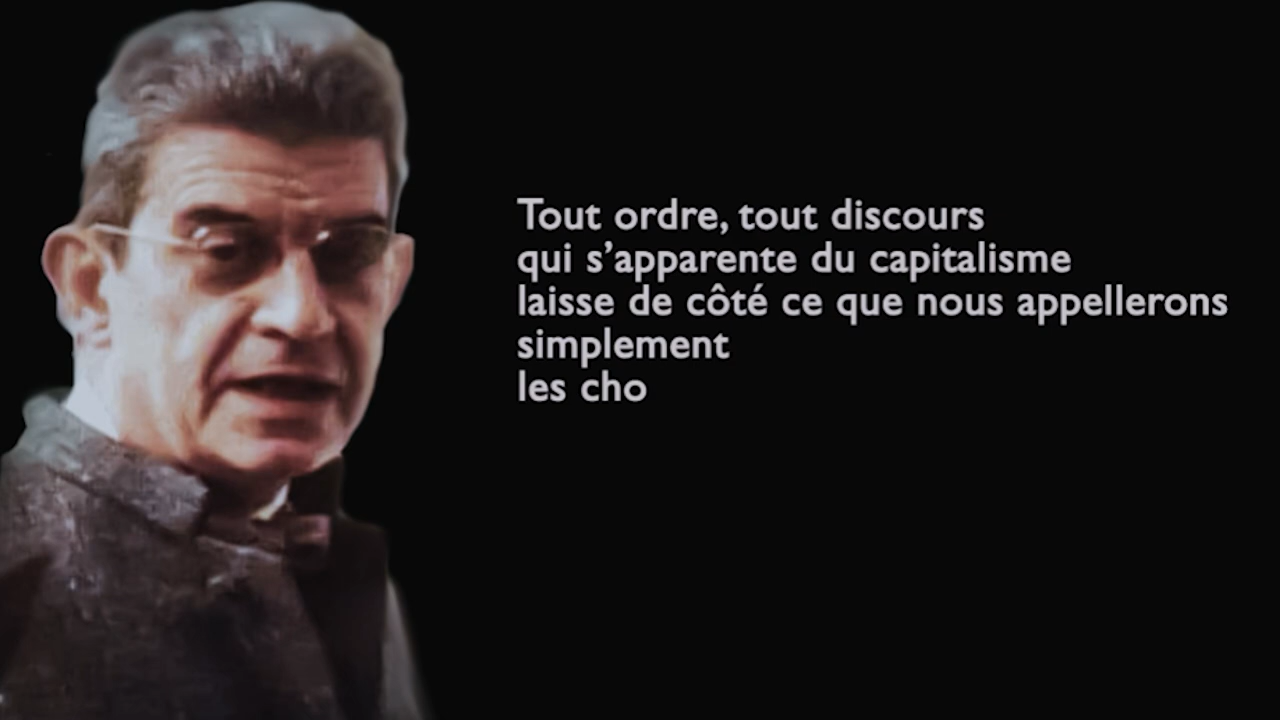 Tout ordre, tout discours
qui s’apparente du capitalisme
laisse de côté ce que nous appellerons
simplement
les cho